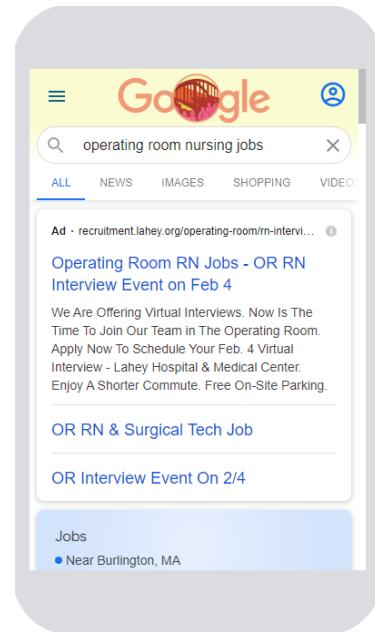 Google
operating room nursing jobs
ALL NEWS IMAGES SHOPPING VIDEO
Ad · recruitment.lahey.org/operating-room/rn-intervi...
Operating Room RN Jobs - OR RN
Interview Event on Feb 4
We Are Offering Virtual Interviews. Now Is The
Time To Join Our Team in The Operating Room.
Apply Now To Schedule Your Feb. 4 Virtual
Interview - Lahey Hospital & Medical Center.
Enjoy A Shorter Commute. Free On-Site Parking.
OR RN & Surgical Tech Job
OR Interview Event On 2/4
Jobs
Near Burlington, MA